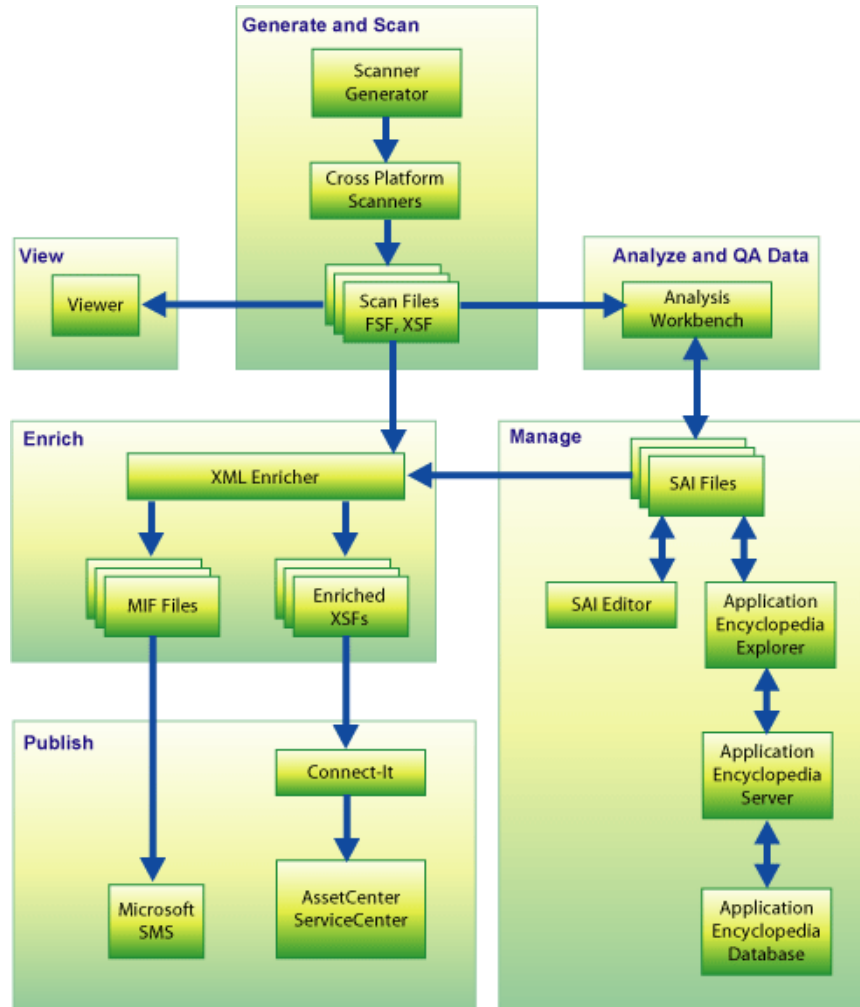 Generate and Scan
Scanner
Generator
Cross Platform
Scanners
Scan Files
FSF, XSF
View
Viewer
Analyze and QA Data
Analysis
Workbench
Enrich
XML Enricher
MIF Files
Enriched
XSFs
Manage
SAI Files
SAI Editor
Application
Encyclopedia
Explorer
Application
Encyclopedia
Server
Application
Encyclopedia
Database
Publish
Connect-It
Microsoft
SMS
AssetCenter
ServiceCenter